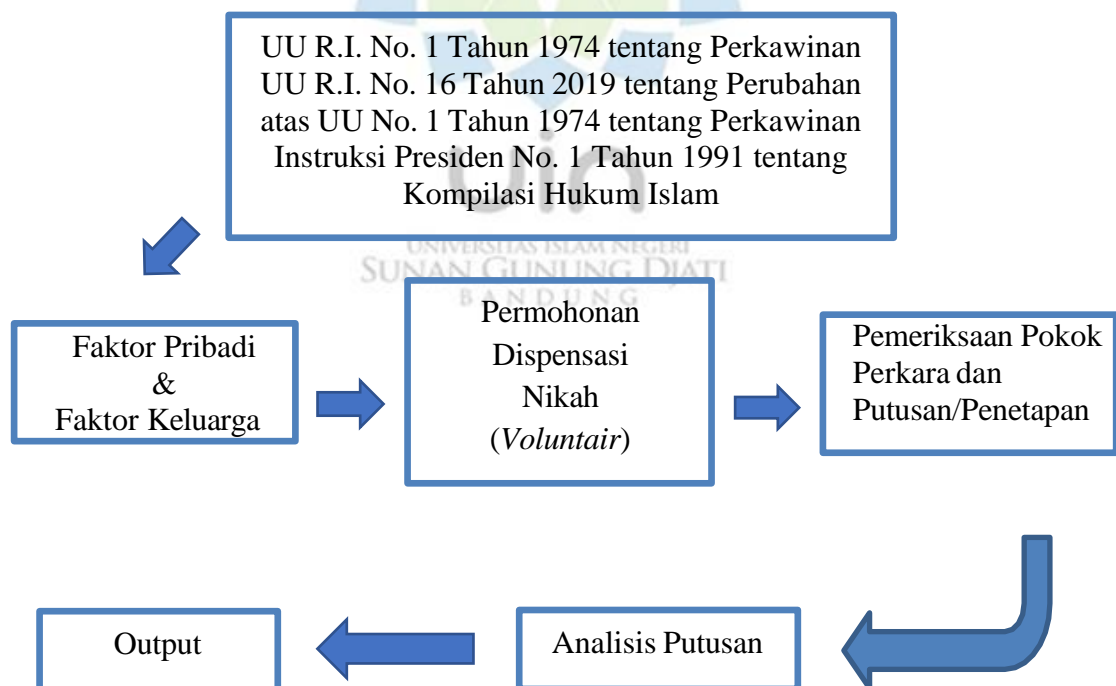 UU R.I. No. 1 Tahun 1974 tentang Perkawinan
UU R.I. No. 16 Tahun 2019 tentang Perubahan
atas UU No. 1 Tahun 1974 tentang Perkawinan
Instruksi Presiden No. 1 Tahun 1991 tentang
Kompilasi Hukum Islam
uin
UNIVERSITAS ISLAM NEGERI
SUNAN GUNUNG DJATI
BANDUNG
Faktor Pribadi
&
Faktor Keluarga
Permohonan
Dispensasi
Nikah
(Voluntair)
Pemeriksaan Pokok
Perkara dan
Putusan/Penetapan
Output
Analisis Putusan